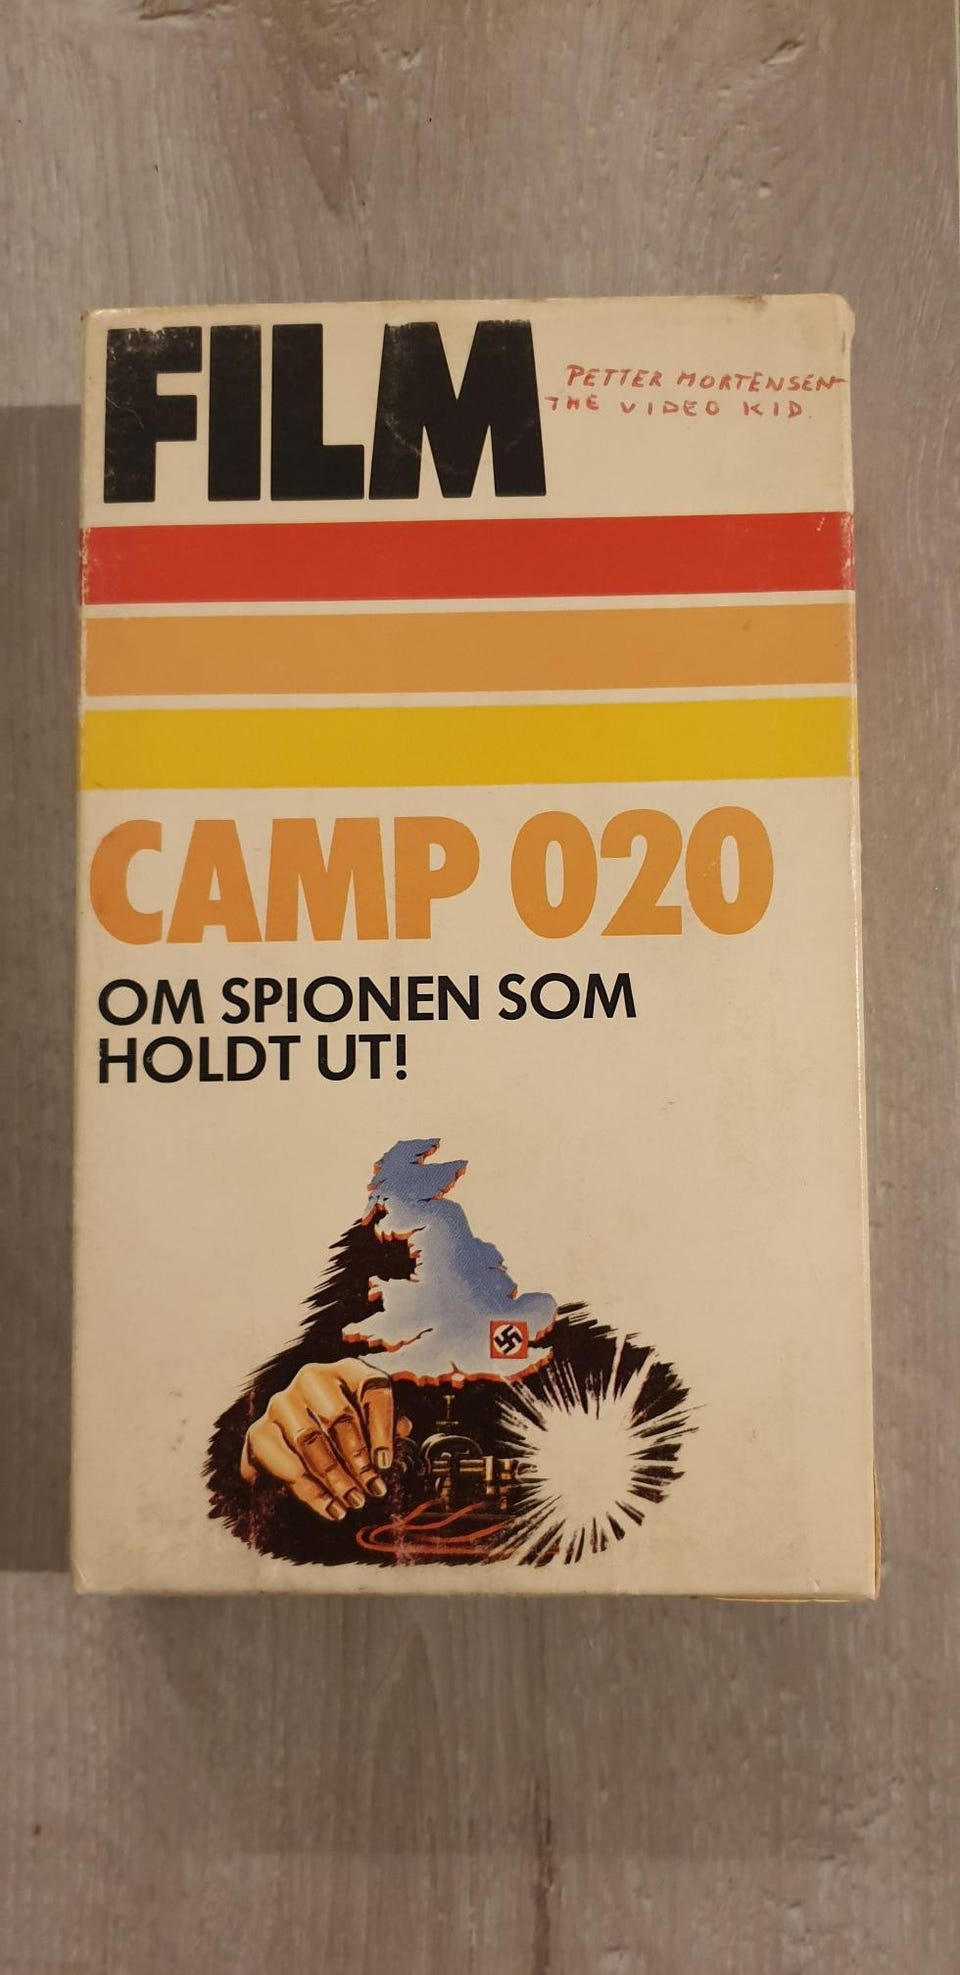 FILM
PETTER MORTENSEN
THE VIDEO KID.
CAMP 020
OM SPIONEN SOM
HOLDT UT!